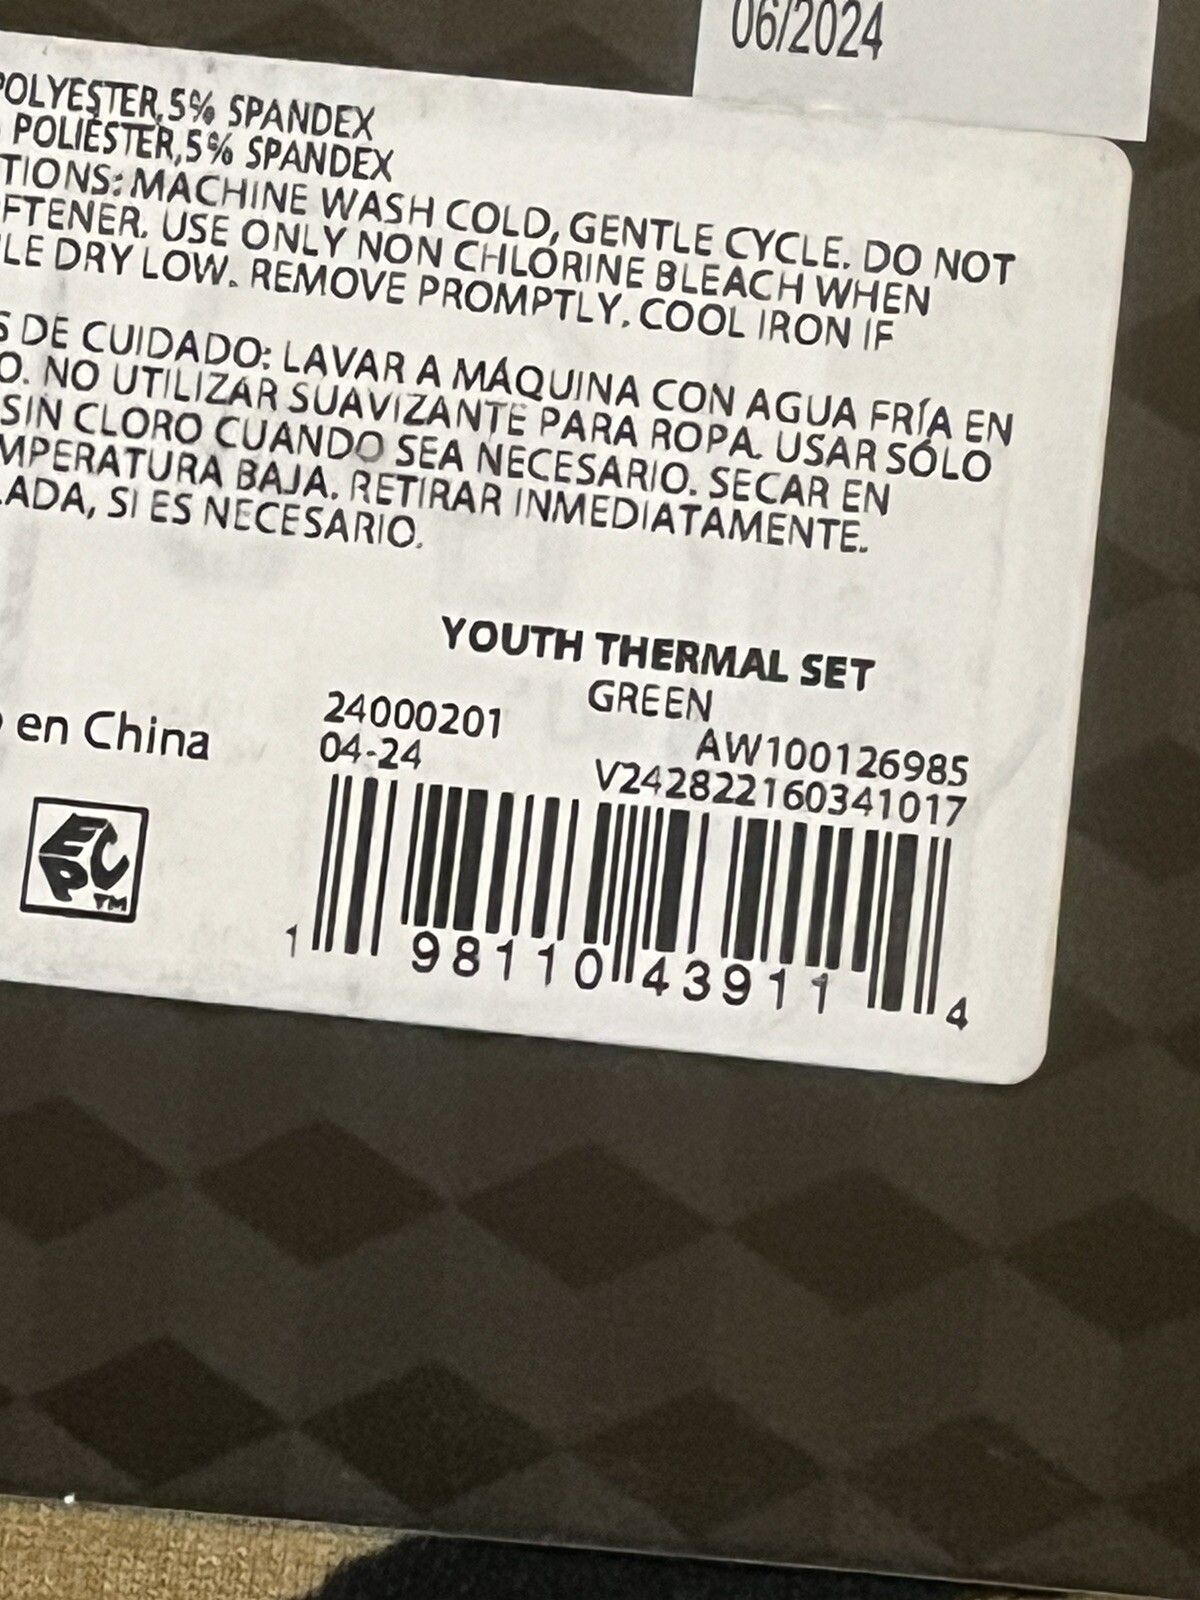 06/2024
POLYESTER,5% SPANDEX
POLIÉSTER,5% SPANDEX
TIONS: MACHINE WASH COLD, GENTLE CYCLE. DO NOT
FTENER. USE ONLY NON CHLORINE BLEACH WHEN
LE DRY LOW. REMOVE PROMPTLY. COOL IRON IF
S DE CUIDADO: LAVAR A MÁQUINA CON AGUA FRÍA EN
O. NO UTILIZAR SUAVIZANTE PARA ROPA. USAR SÓLO
SIN CLORO CUANDO SEA NECESARIO. SECAR EN
MPERATURA BAJA. RETIRAR INMEDIATAMENTE.
LADA, SI ES NECESARIO.
YOUTH THERMAL SET
GREEN
24000201
AW100126985
04-24
V242822160341017
en China
EPC TM
1 98110 43911 4